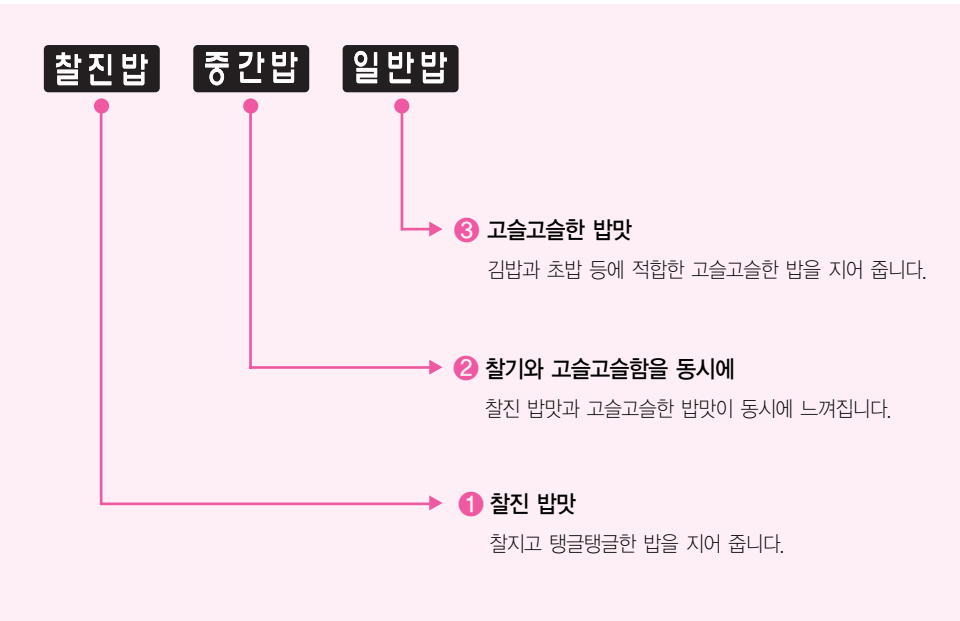 찰진밥 중간밥 일반밥
❸ 고슬고슬한 밥맛
김밥과 초밥 등에 적합한 고슬고슬한 밥을 지어 줍니다.
❷ 찰기와 고슬고슬함을 동시에
찰진 밥맛과 고슬고슬한 밥맛이 동시에 느껴집니다.
❶ 찰진 밥맛
찰지고 탱글탱글한 밥을 지어 줍니다.